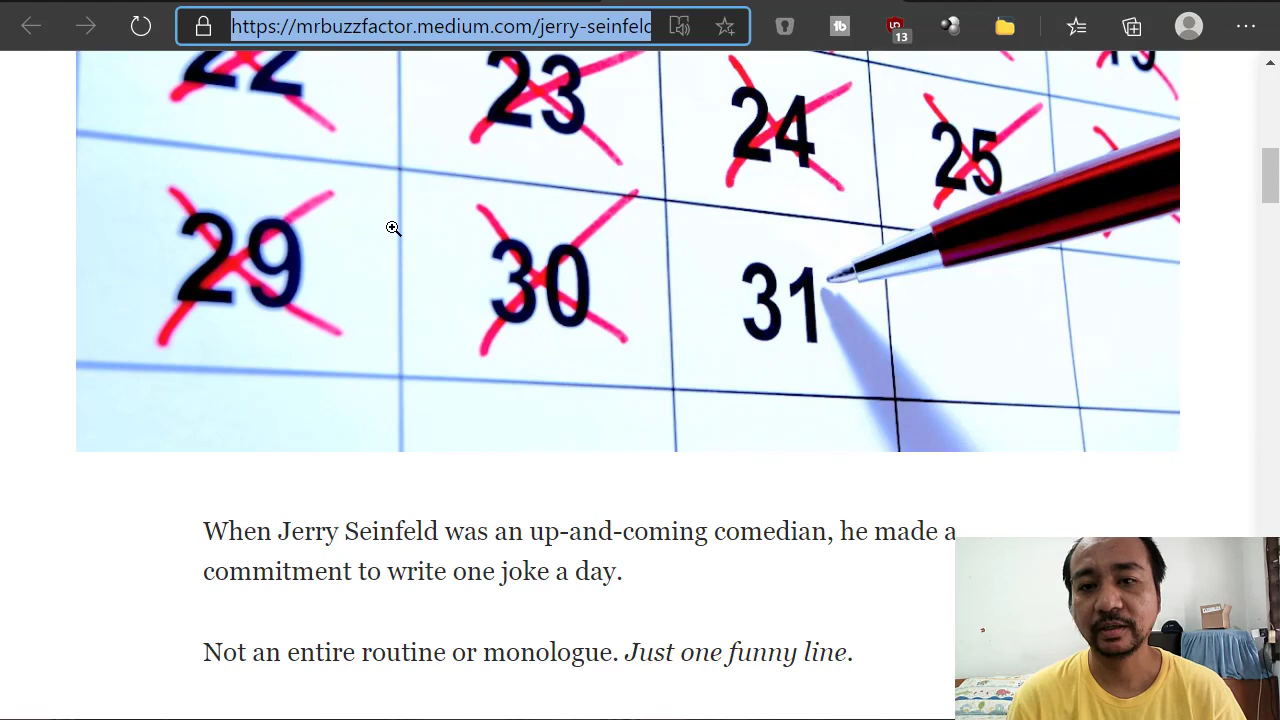 https://mrbuzzfactor.medium.com/jerry-seinfeld
13
22
23
24
25
29
30
31
When Jerry Seinfeld was an up-and-coming comedian, he made a
commitment to write one joke a day.
Not an entire routine or monologue. Just one funny line.